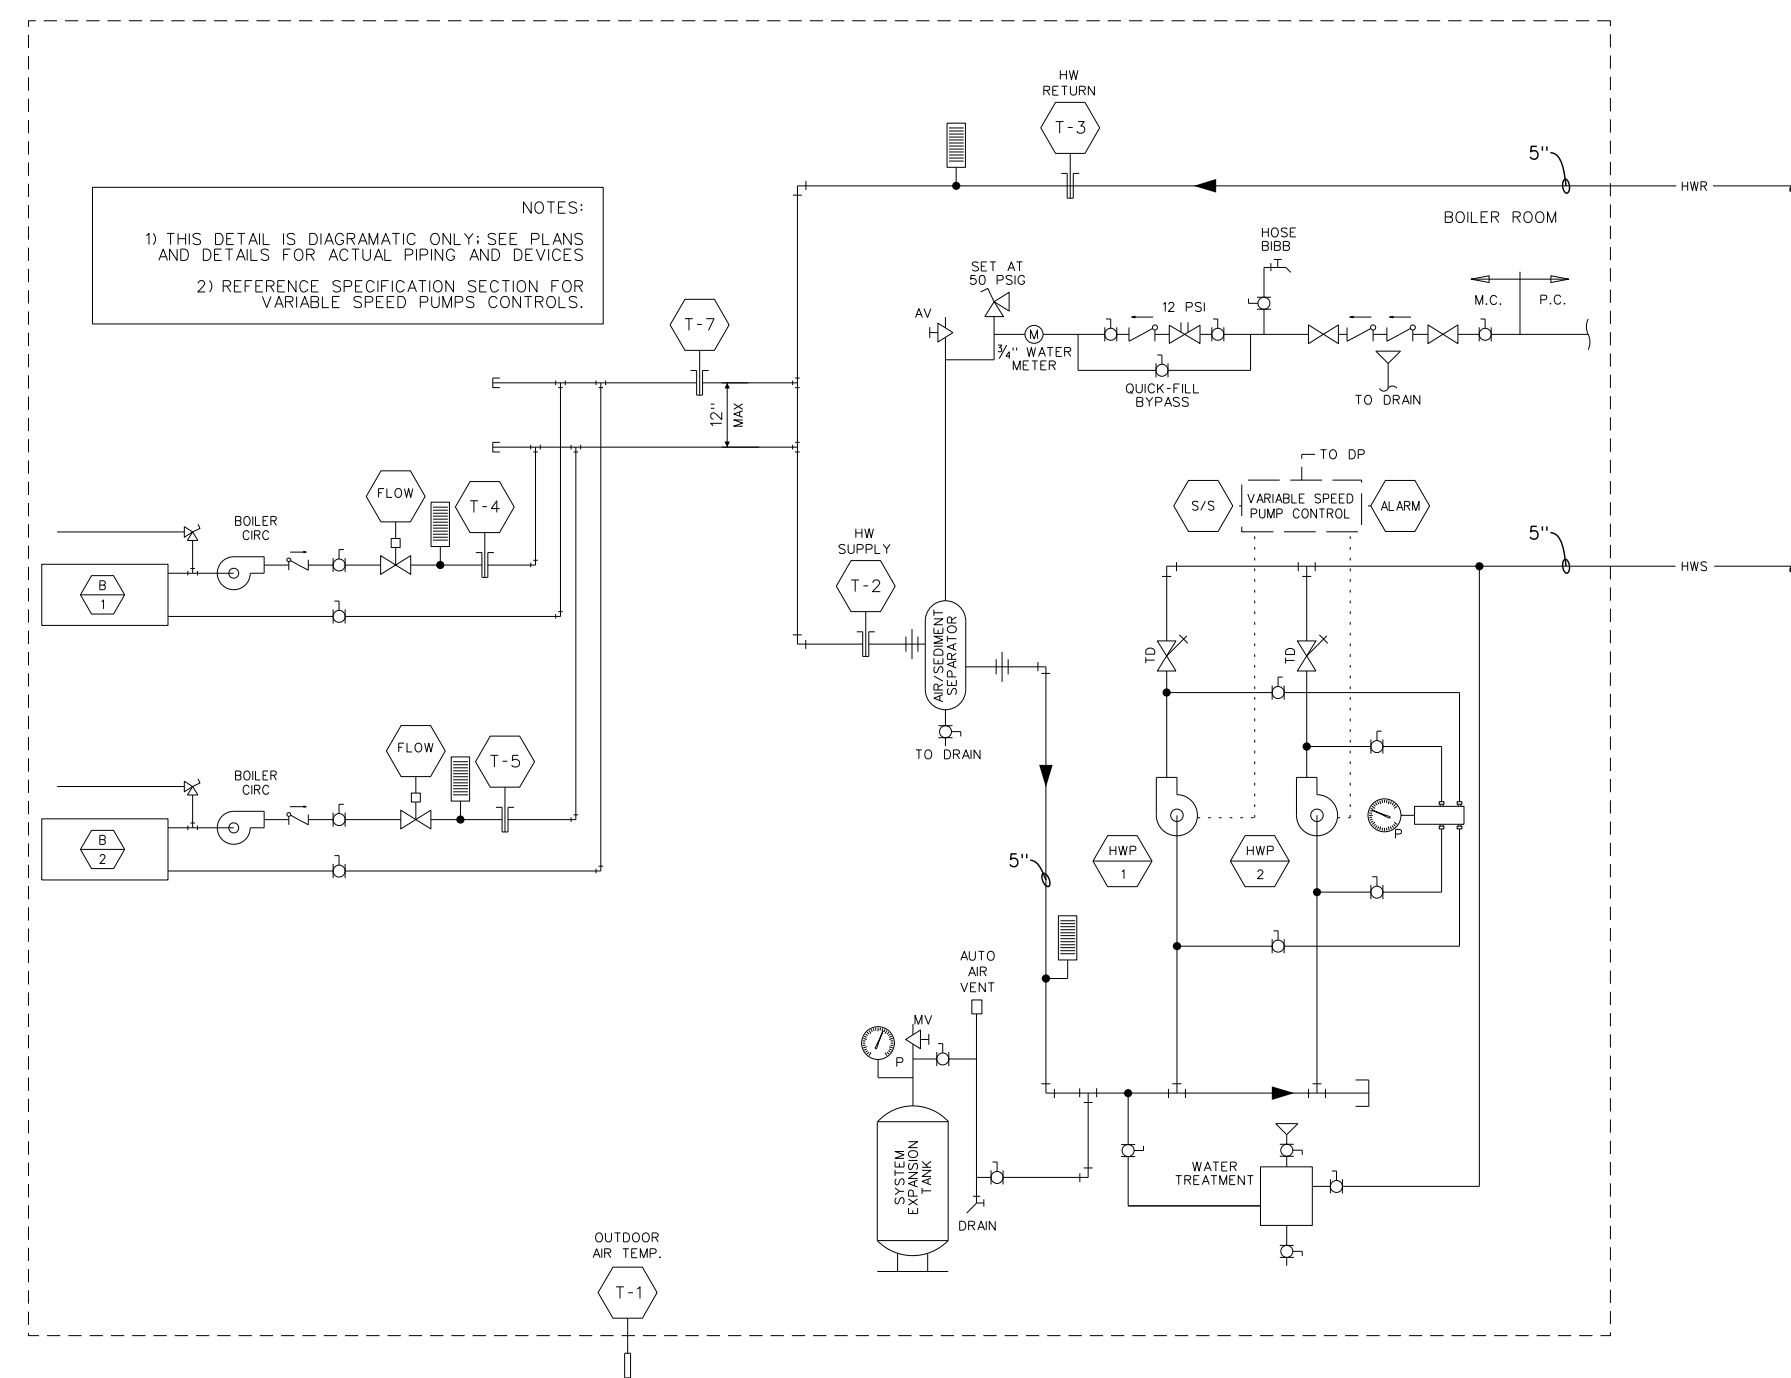 HW
RETURN
T-3
5"
HWR
BOILER ROOM
NOTES:
1) THIS DETAIL IS DIAGRAMATIC ONLY; SEE PLANS
AND DETAILS FOR ACTUAL PIPING AND DEVICES
2) REFERENCE SPECIFICATION SECTION FOR
VARIABLE SPEED PUMPS CONTROLS.
HOSE
BIBB
SET AT
50 PSIG
M.C.
P.C.
AV
12 PSI
M
3/4" WATER
METER
QUICK-FILL
BYPASS
TO DRAIN
T-7
12"
MAX
TO DP
S/S
VARIABLE SPEED
PUMP CONTROL
ALARM
FLOW
T-4
BOILER
CIRC
B
1
HW
SUPPLY
T-2
5"
HWS
AIR/SEDIMENT
SEPARATOR
TO DRAIN
TD
TD
FLOW
T-5
BOILER
CIRC
B
2
P
HWP
1
HWP
2
5"
AUTO
AIR
VENT
MV
P
SYSTEM
EXPANSION
TANK
DRAIN
WATER
TREATMENT
OUTDOOR
AIR TEMP.
T-1